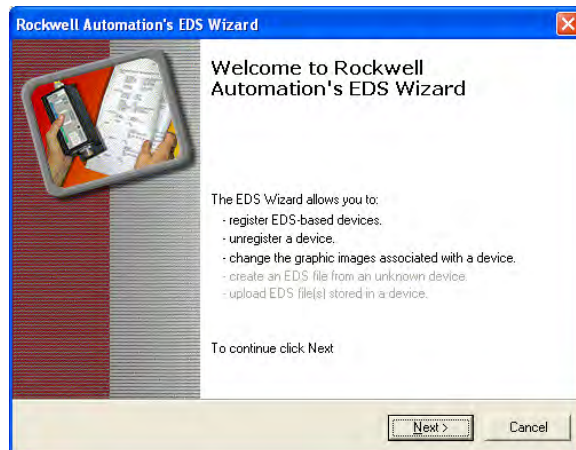 Rockwell Automation's EDS Wizard
Welcome to Rockwell
Automation's EDS Wizard
The EDS Wizard allows you to:
- register EDS-based devices.
- unregister a device.
- change the graphic images associated with a device.
- create an EDS file from an unknown device.
- upload EDS file(s) stored in a device.
To continue click Next
Next >
Cancel